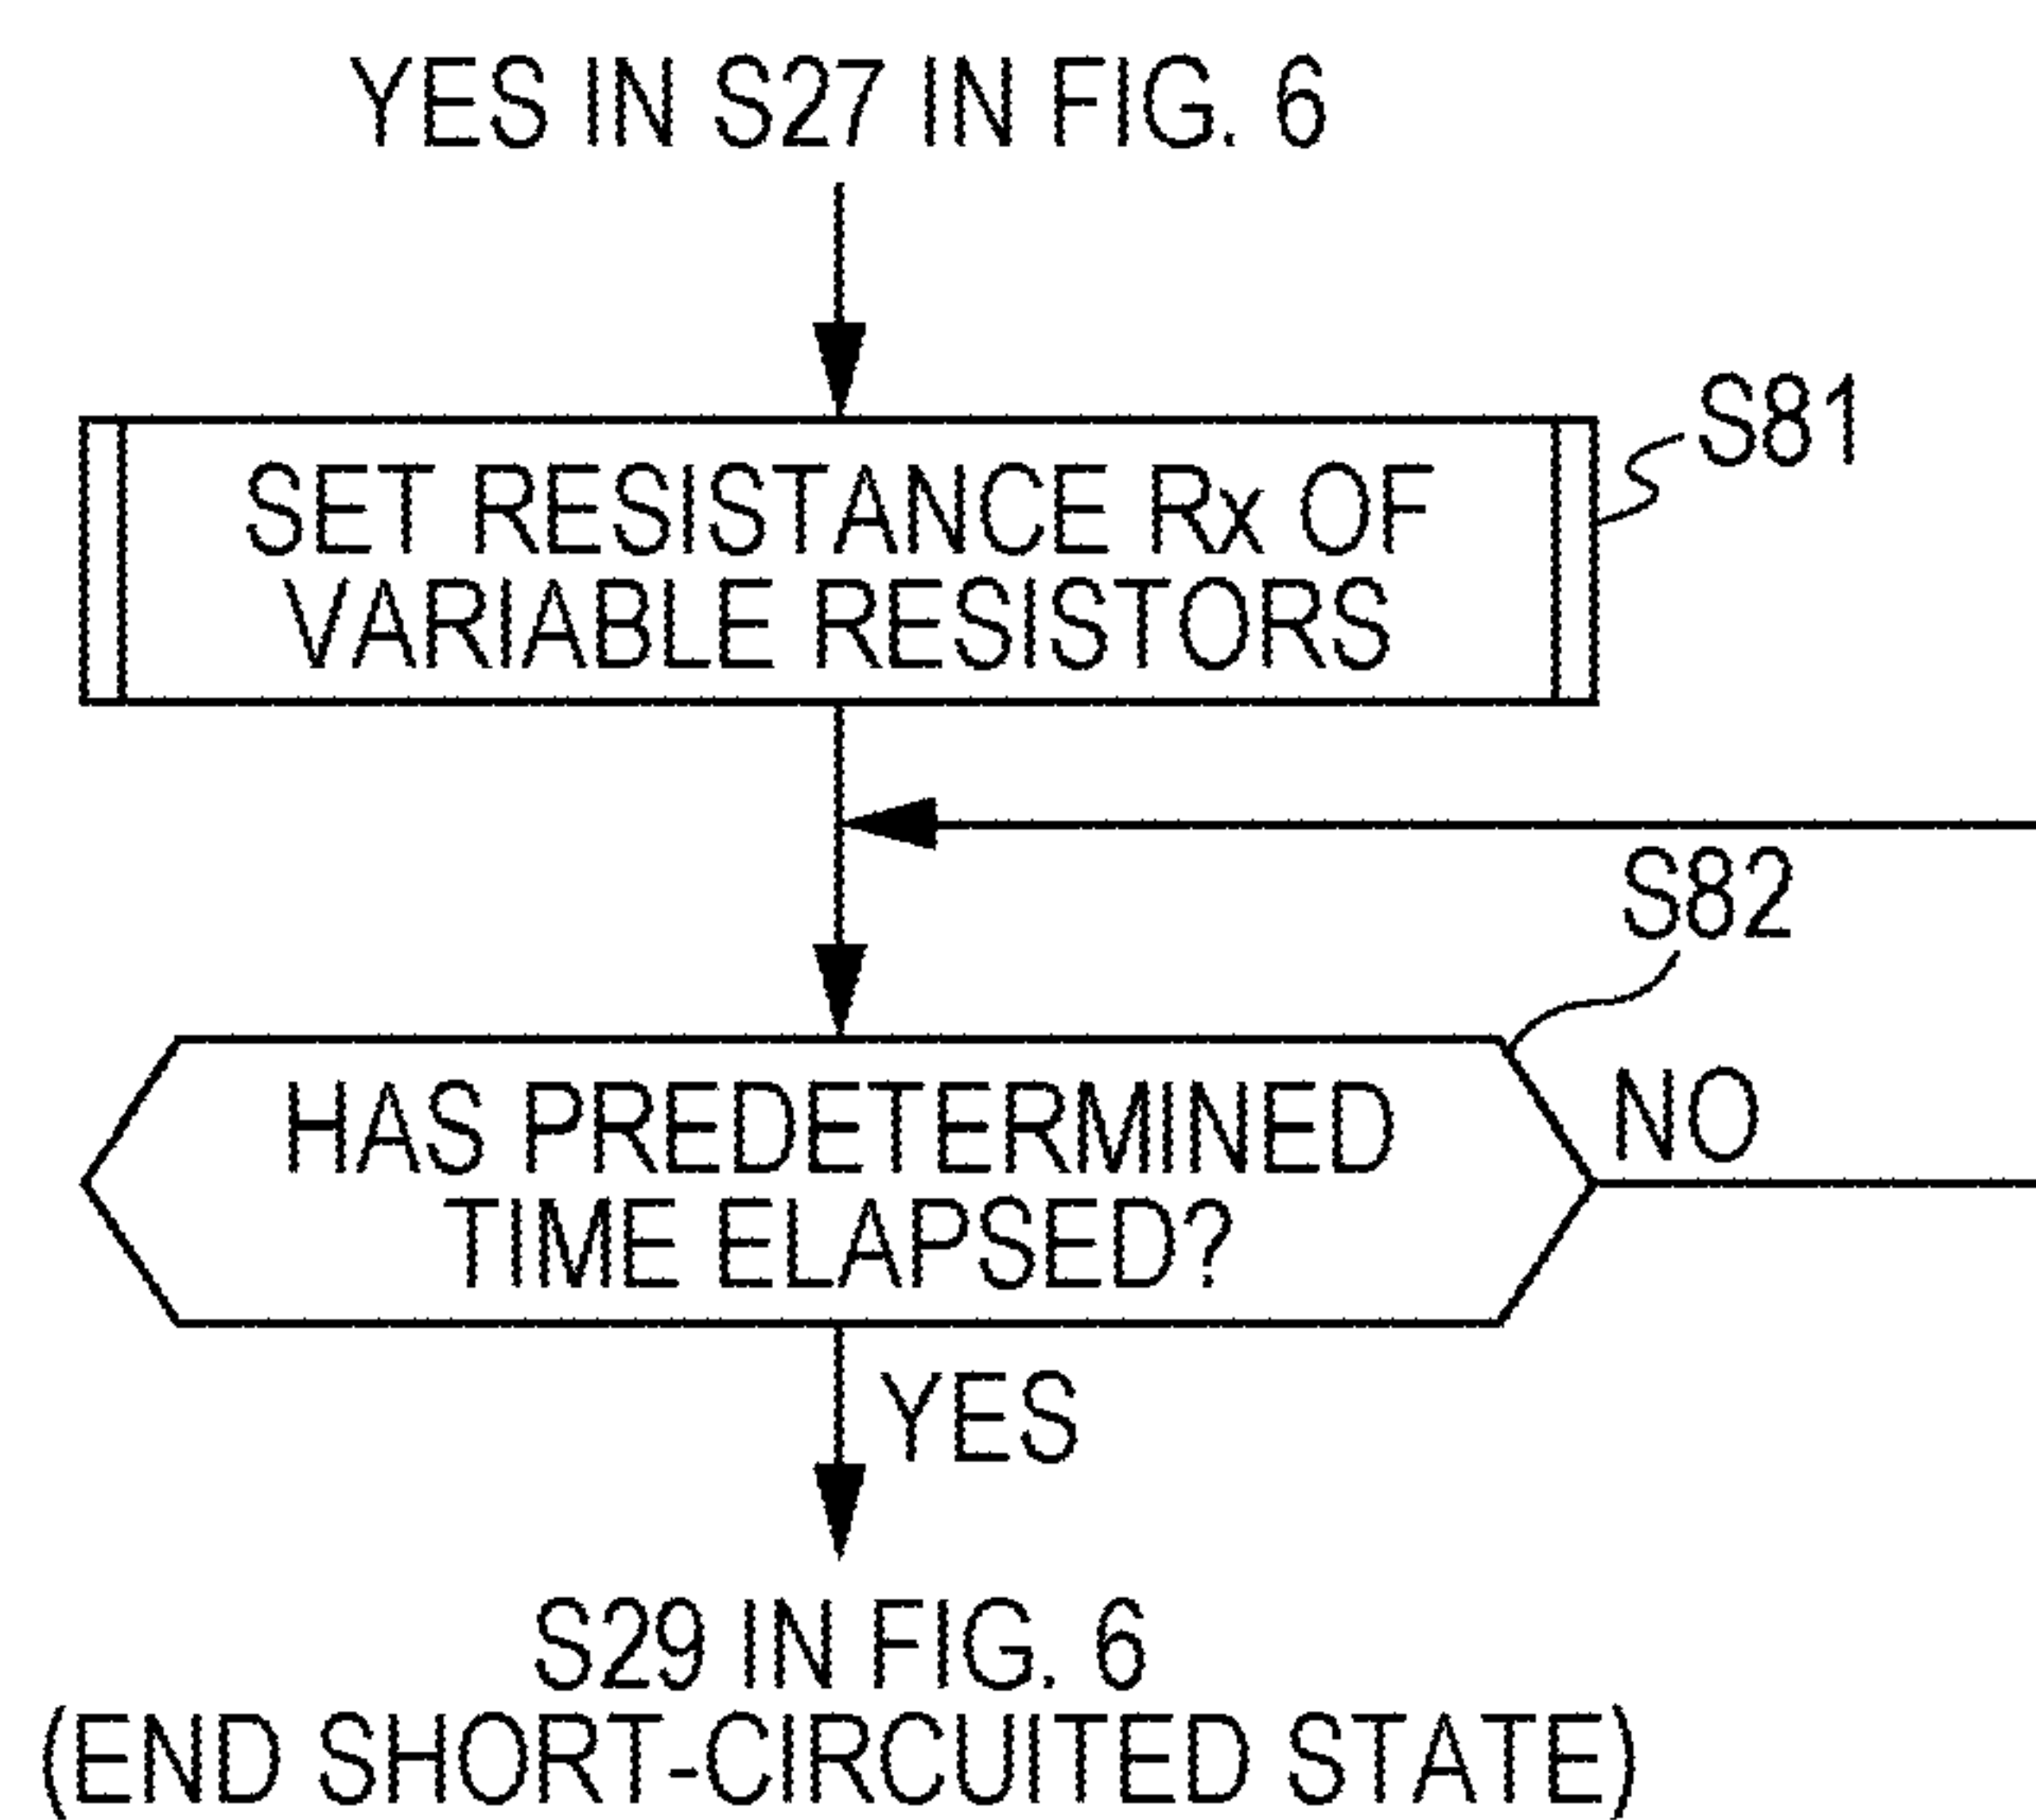 YES IN S27 IN FIG. 6
S81
SET RESISTANCE Rx OF
VARIABLE RESISTORS
S82
HAS PREDETERMINED
TIME ELAPSED?
NO
YES
S29 IN FIG. 6
(END SHORT-CIRCUITED STATE)